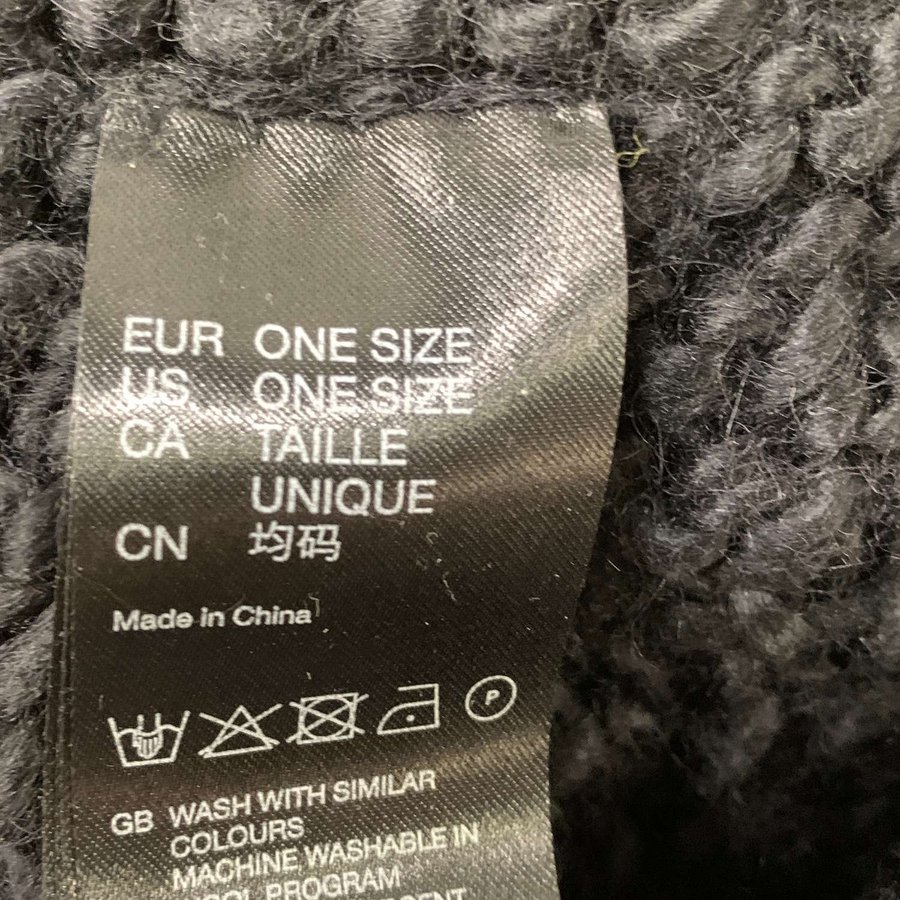 EUR ONE SIZE
US ONE SIZE
CA TAILLE
UNIQUE
CN 均码
Made in China
P
GB WASH WITH SIMILAR
COLOURS
MACHINE WASHABLE IN
PROGRAM